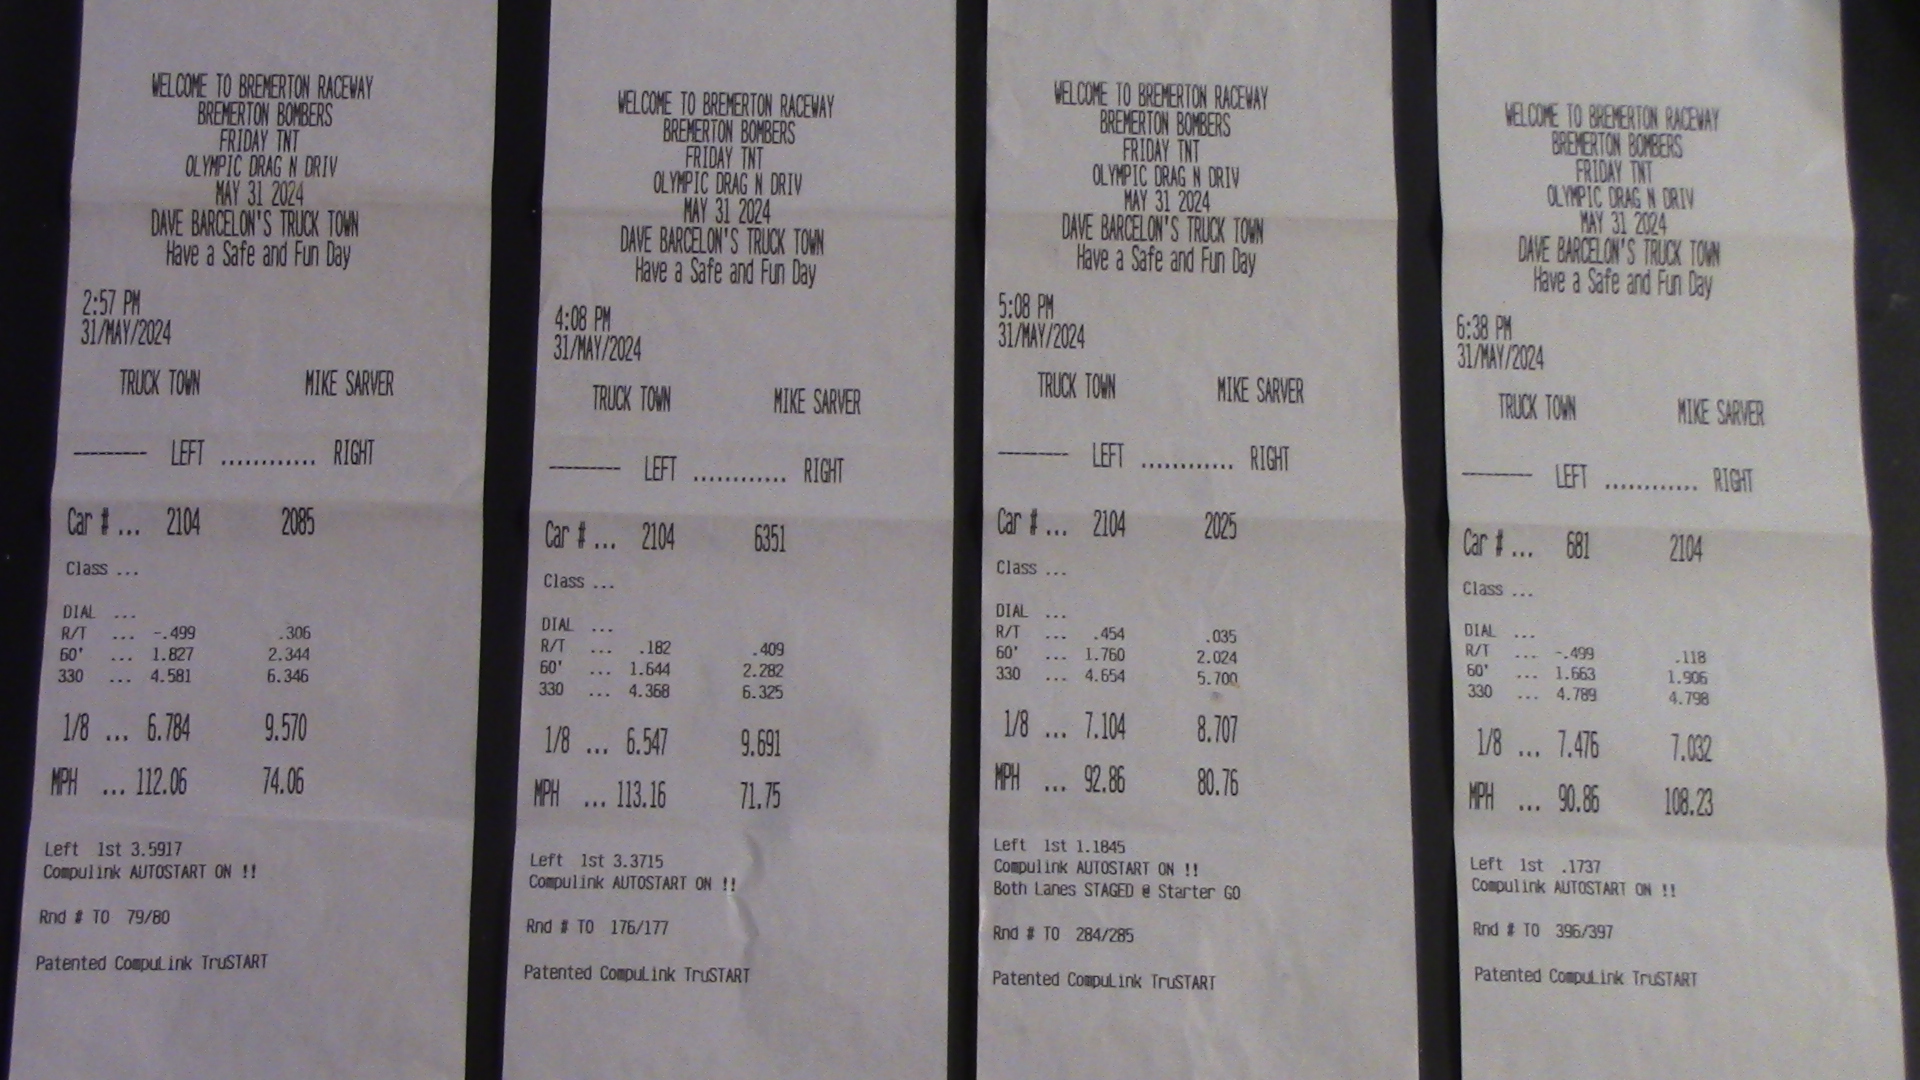 WELCOME TO BREMERTON RACEWAY
BREMERTON BOMBERS
FRIDAY TNT
OLYMPIC DRAG N DRIV
MAY 31 2024
DAVE BARCELON'S TRUCK TOWN
Have a Safe and Fun Day
2:57 PM
31/MAY/2024
TRUCK TOWN MIKE SARVER
--------- LEFT ............ RIGHT
Car # ... 2104 2085
Class ...
DIAL ...
R/T ... -.499 .306
60' ... 1.827 2.344
330 ... 4.581 6.346
1/8 ... 6.784 9.570
MPH ... 112.06 74.06
Left 1st 3.5917
Compulink AUTOSTART ON !!
Rnd # TO 79/80
Patented CompuLink TruSTART
WELCOME TO BREMERTON RACEWAY
BREMERTON BOMBERS
FRIDAY TNT
OLYMPIC DRAG N DRIV
MAY 31 2024
DAVE BARCELON'S TRUCK TOWN
Have a Safe and Fun Day
4:08 PM
31/MAY/2024
TRUCK TOWN MIKE SARVER
--------- LEFT ............ RIGHT
Car # ... 2104 6351
Class ...
DIAL ...
R/T ... .182 .409
60' ... 1.644 2.282
330 ... 4.368 6.325
1/8 ... 6.547 9.691
MPH ... 113.16 71.75
Left 1st 3.3715
Compulink AUTOSTART ON !!
Rnd # TO 176/177
Patented CompuLink TruSTART
WELCOME TO BREMERTON RACEWAY
BREMERTON BOMBERS
FRIDAY TNT
OLYMPIC DRAG N DRIV
MAY 31 2024
DAVE BARCELON'S TRUCK TOWN
Have a Safe and Fun Day
5:08 PM
31/MAY/2024
TRUCK TOWN MIKE SARVER
--------- LEFT ............ RIGHT
Car # ... 2104 2025
Class ...
DIAL ...
R/T ... .454 .035
60' ... 1.760 2.024
330 ... 4.654 5.700
1/8 ... 7.104 8.707
MPH ... 92.86 80.76
Left 1st 1.1845
Compulink AUTOSTART ON !!
Both Lanes STAGED @ Starter GO
Rnd # TO 284/285
Patented CompuLink TruSTART
WELCOME TO BREMERTON RACEWAY
BREMERTON BOMBERS
FRIDAY TNT
OLYMPIC DRAG N DRIV
MAY 31 2024
DAVE BARCELON'S TRUCK TOWN
Have a Safe and Fun Day
6:38 PM
31/MAY/2024
TRUCK TOWN MIKE SARVER
--------- LEFT ............ RIGHT
Car # ... 681 2104
Class ...
DIAL ...
R/T ... -.499 .118
60' ... 1.663 1.906
330 ... 4.789 4.798
1/8 ... 7.476 7.032
MPH ... 90.86 108.23
Left 1st .1737
Compulink AUTOSTART ON !!
Rnd # TO 396/397
Patented CompuLink TruSTART